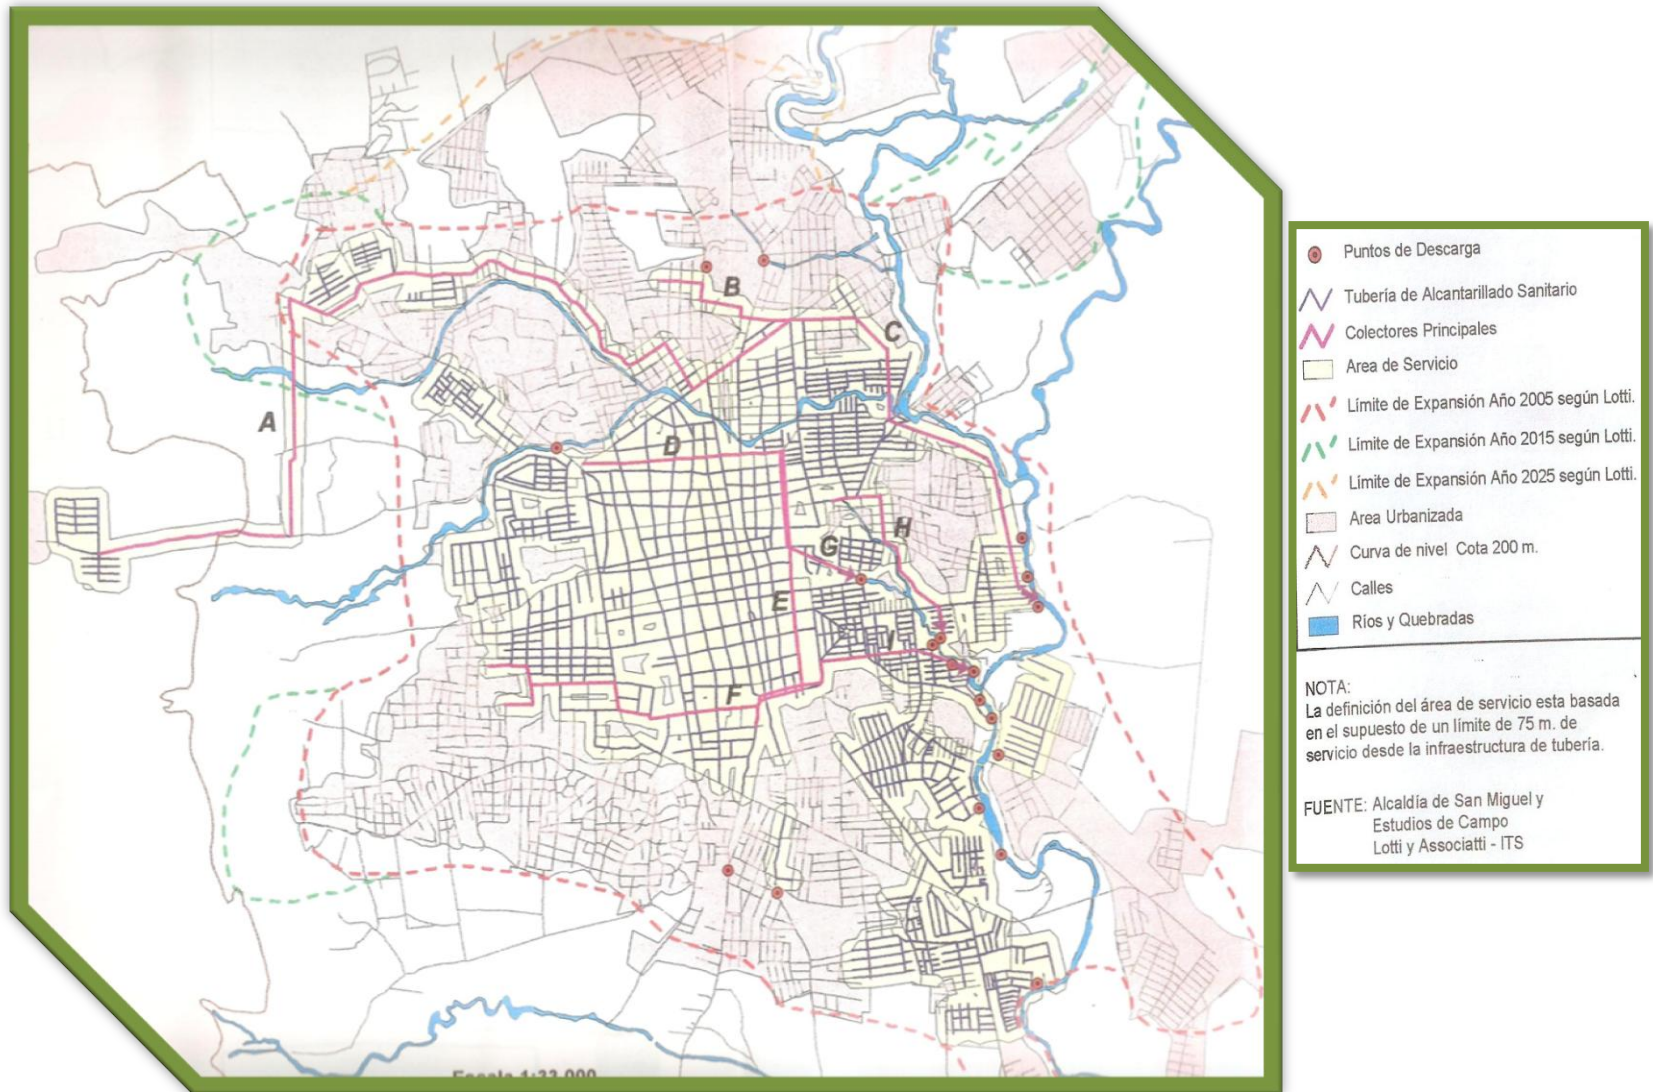 B
C
A
D
H
G
E
I
F
Escala 1:33,000
Puntos de Descarga
Tubería de Alcantarillado Sanitario
Colectores Principales
Area de Servicio
Límite de Expansión Año 2005 según Lotti.
Límite de Expansión Año 2015 según Lotti.
Límite de Expansión Año 2025 según Lotti.
Area Urbanizada
Curva de nivel Cota 200 m.
Calles
Ríos y Quebradas
NOTA:
La definición del área de servicio esta basada
en el supuesto de un límite de 75 m. de
servicio desde la infraestructura de tubería.
FUENTE: Alcaldía de San Miguel y
Estudios de Campo
Lotti y Associatti - ITS